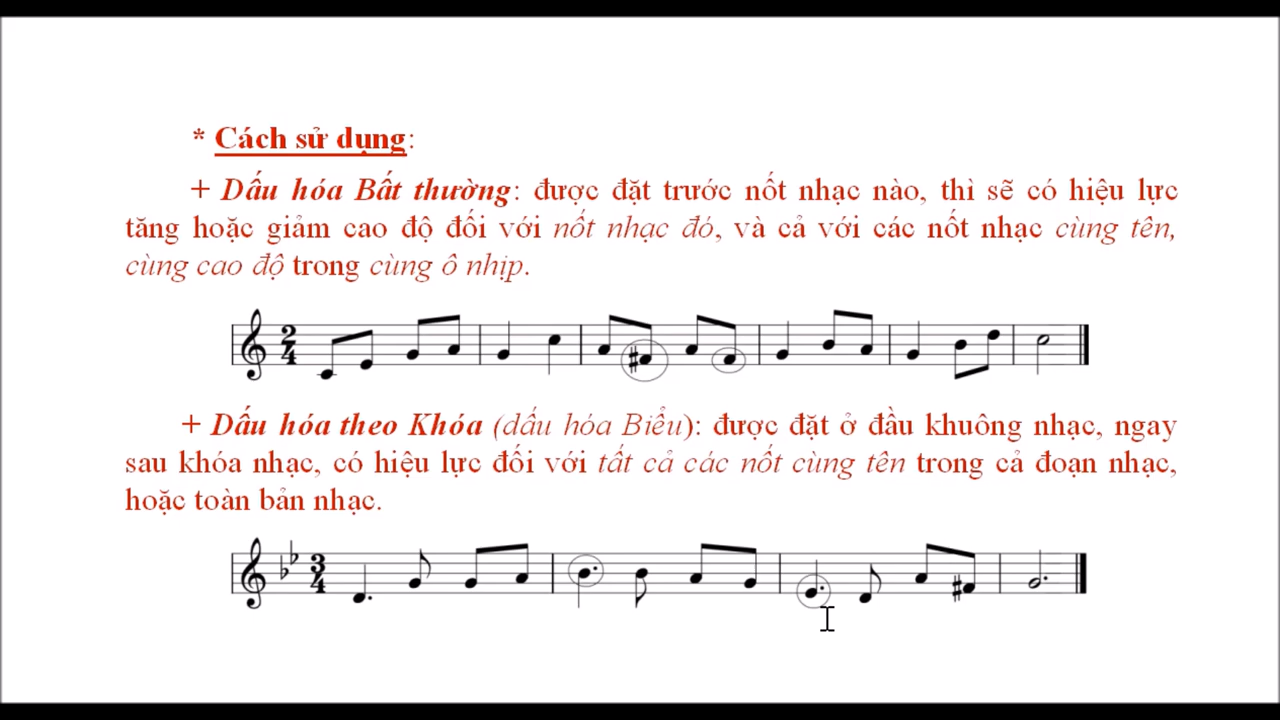 * Cách sử dụng:
+ Dấu hóa Bất thường: được đặt trước nốt nhạc nào, thì sẽ có hiệu lực
tăng hoặc giảm cao độ đối với nốt nhạc đó, và cả với các nốt nhạc cùng tên,
cùng cao độ trong cùng ô nhịp.
2
4
+ Dấu hóa theo Khóa (dấu hóa Biểu): được đặt ở đầu khuông nhạc, ngay
sau khóa nhạc, có hiệu lực đối với tất cả các nốt cùng tên trong cả đoạn nhạc,
hoặc toàn bản nhạc.
3
4